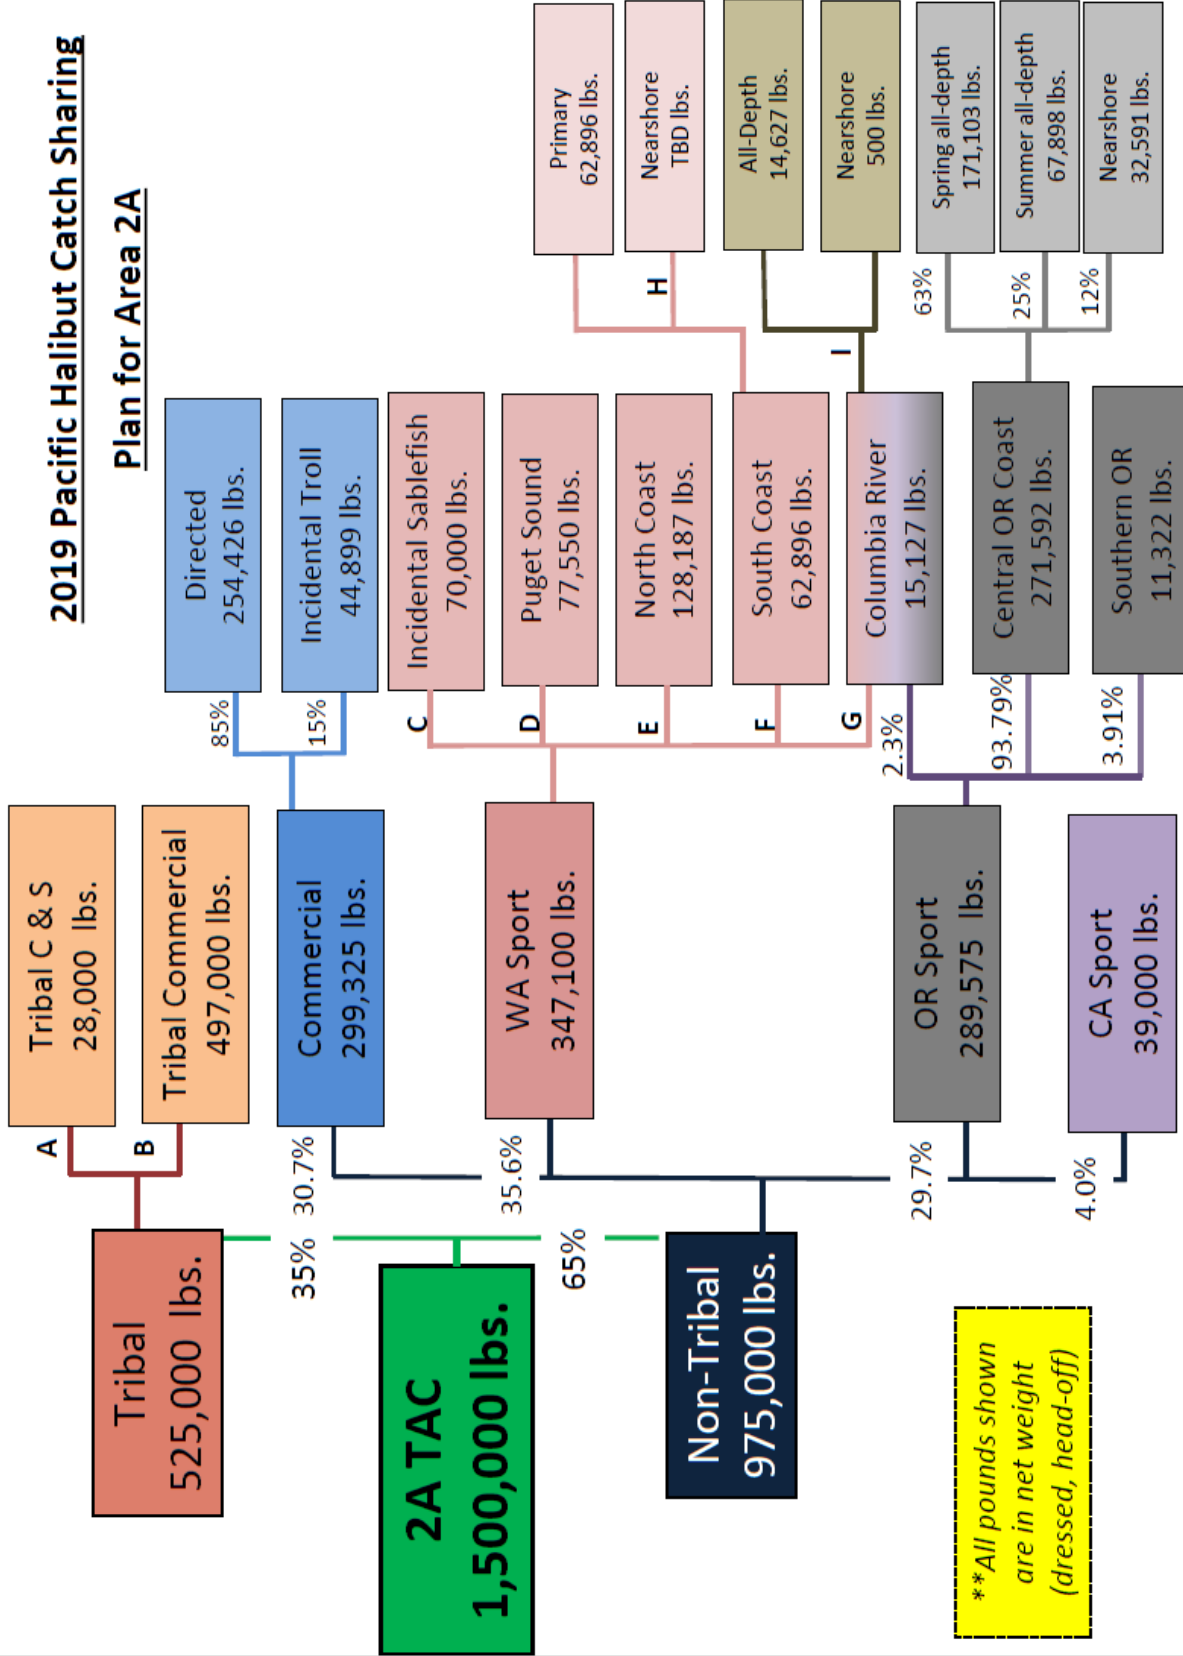 2019 Pacific Halibut Catch Sharing
Plan for Area 2A
2A TAC
1,500,000 lbs.
35%
65%
Tribal
525,000 lbs.
Non-Tribal
975,000 lbs.
A
B
30.7%
35.6%
29.7%
4.0%
Tribal C & S
28,000 lbs.
Tribal Commercial
497,000 lbs.
Commercial
299,325 lbs.
WA Sport
347,100 lbs.
OR Sport
289,575 lbs.
CA Sport
39,000 lbs.
85%
15%
C
D
E
F
G
2.3%
93.79%
3.91%
Directed
254,426 lbs.
Incidental Troll
44,899 lbs.
Incidental Sablefish
70,000 lbs.
Puget Sound
77,550 lbs.
North Coast
128,187 lbs.
South Coast
62,896 lbs.
Columbia River
15,127 lbs.
Central OR Coast
271,592 lbs.
Southern OR
11,322 lbs.
H
I
63%
25%
12%
Primary
62,896 lbs.
Nearshore
TBD lbs.
All-Depth
14,627 lbs.
Nearshore
500 lbs.
Spring all-depth
171,103 lbs.
Summer all-depth
67,898 lbs.
Nearshore
32,591 lbs.
**All pounds shown
are in net weight
(dressed, head-off)